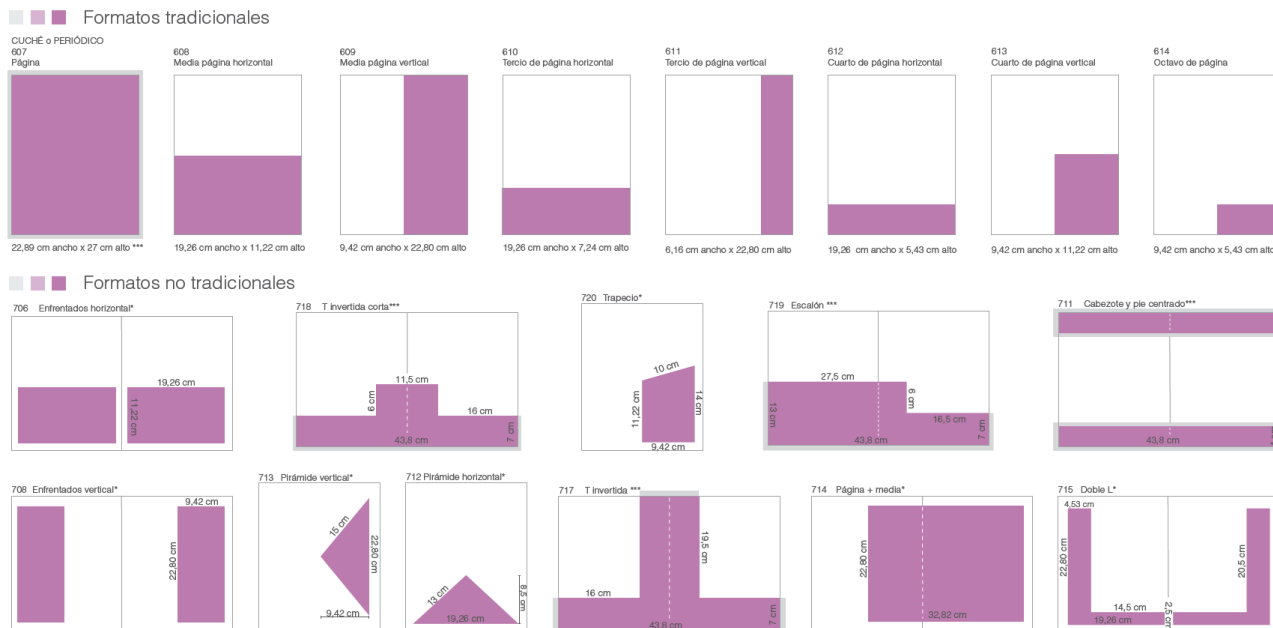 Formatos tradicionales
CUCHÉ o PERIÓDICO
607
Página
608
Media página horizontal
609
Media página vertical
610
Tercio de página horizontal
611
Tercio de página vertical
612
Cuarto de página horizontal
613
Cuarto de página vertical
614
Octavo de página
22,89 cm ancho x 27 cm alto ***
19,26 cm ancho x 11,22 cm alto
9,42 cm ancho x 22,80 cm alto
19,26 cm ancho x 7,24 cm alto
6,16 cm ancho x 22,80 cm alto
19,26 cm ancho x 5,43 cm alto
9,42 cm ancho x 11,22 cm alto
9,42 cm ancho x 5,43 cm alto
Formatos no tradicionales
706 Enfrentados horizontal*
19,26 cm
11,22 cm
718 T invertida corta***
11,5 cm
6 cm
16 cm
43,8 cm
7 cm
720 Trapecio*
10 cm
11,22 cm
14 cm
9,42 cm
719 Escalón ***
27,5 cm
13 cm
6 cm
16,5 cm
43,8 cm
7 cm
711 Cabezote y pie centrado***
43,8 cm
708 Enfrentados vertical*
9,42 cm
22,80 cm
713 Pirámide vertical*
15 cm
22,80 cm
9,42 cm
712 Pirámide horizontal*
13 cm
8,5 cm
19,26 cm
717 T invertida ***
19,5 cm
16 cm
43,8 cm
7 cm
714 Página + media*
22,80 cm
32,82 cm
715 Doble L*
4,53 cm
22,80 cm
20,5 cm
14,5 cm
2,5 cm
19,26 cm